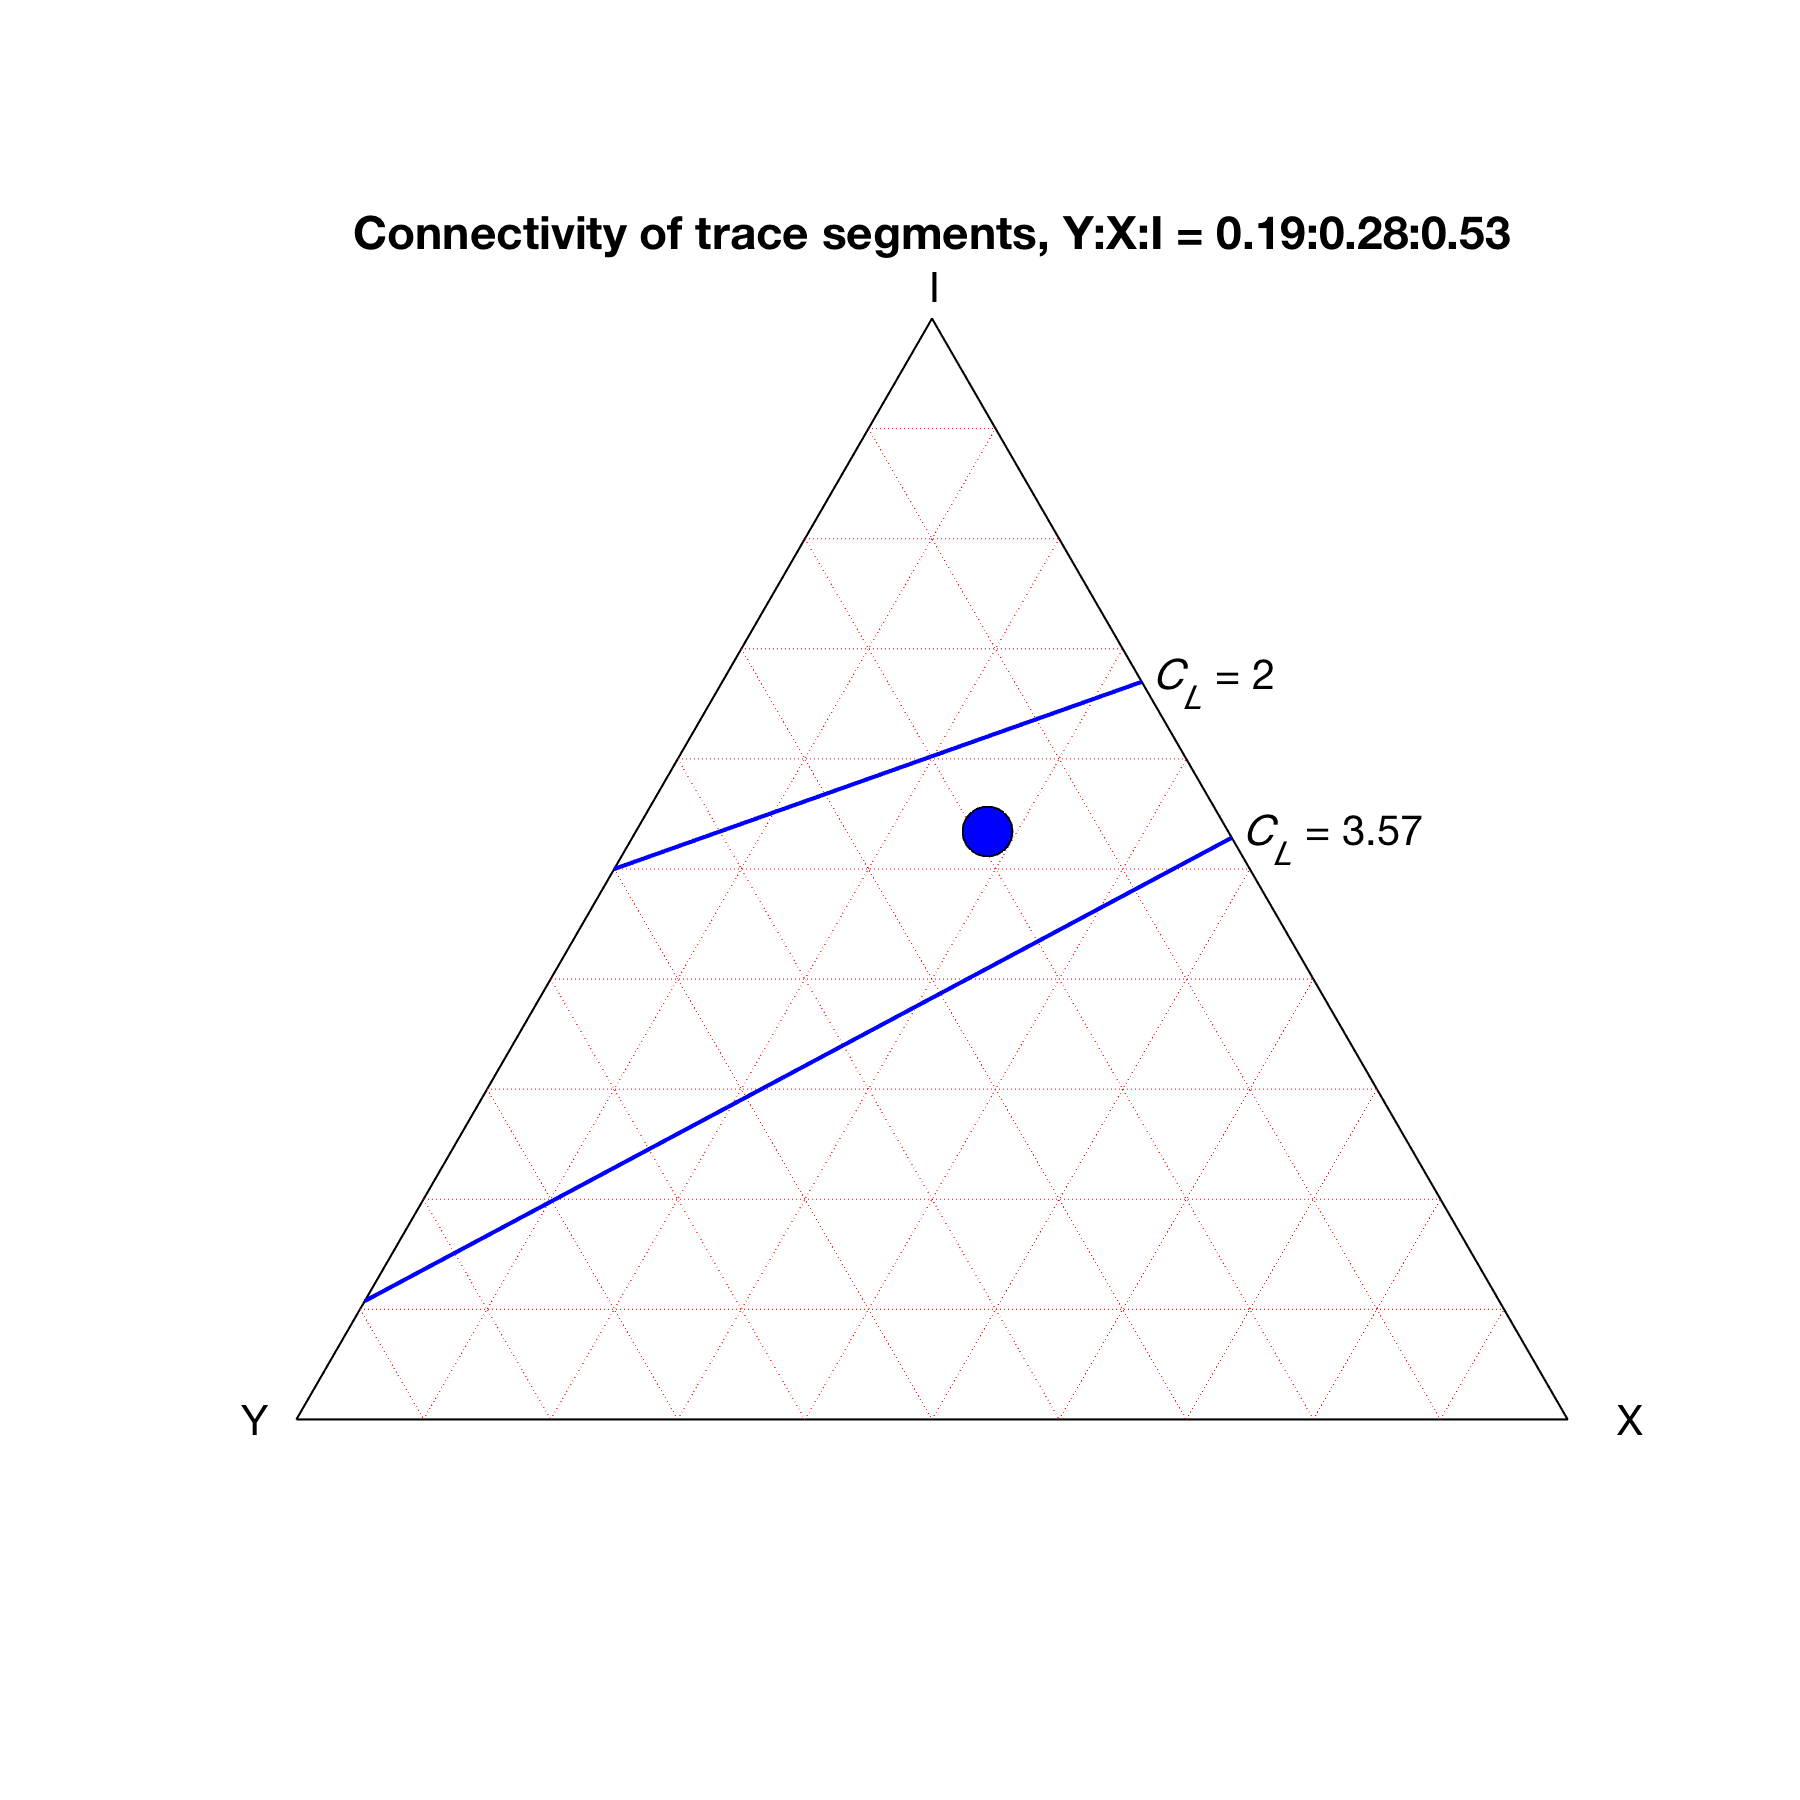 Connectivity of trace segments, Y:X:I = 0.19:0.28:0.53
I
C_L = 2
C_L = 3.57
Y
X